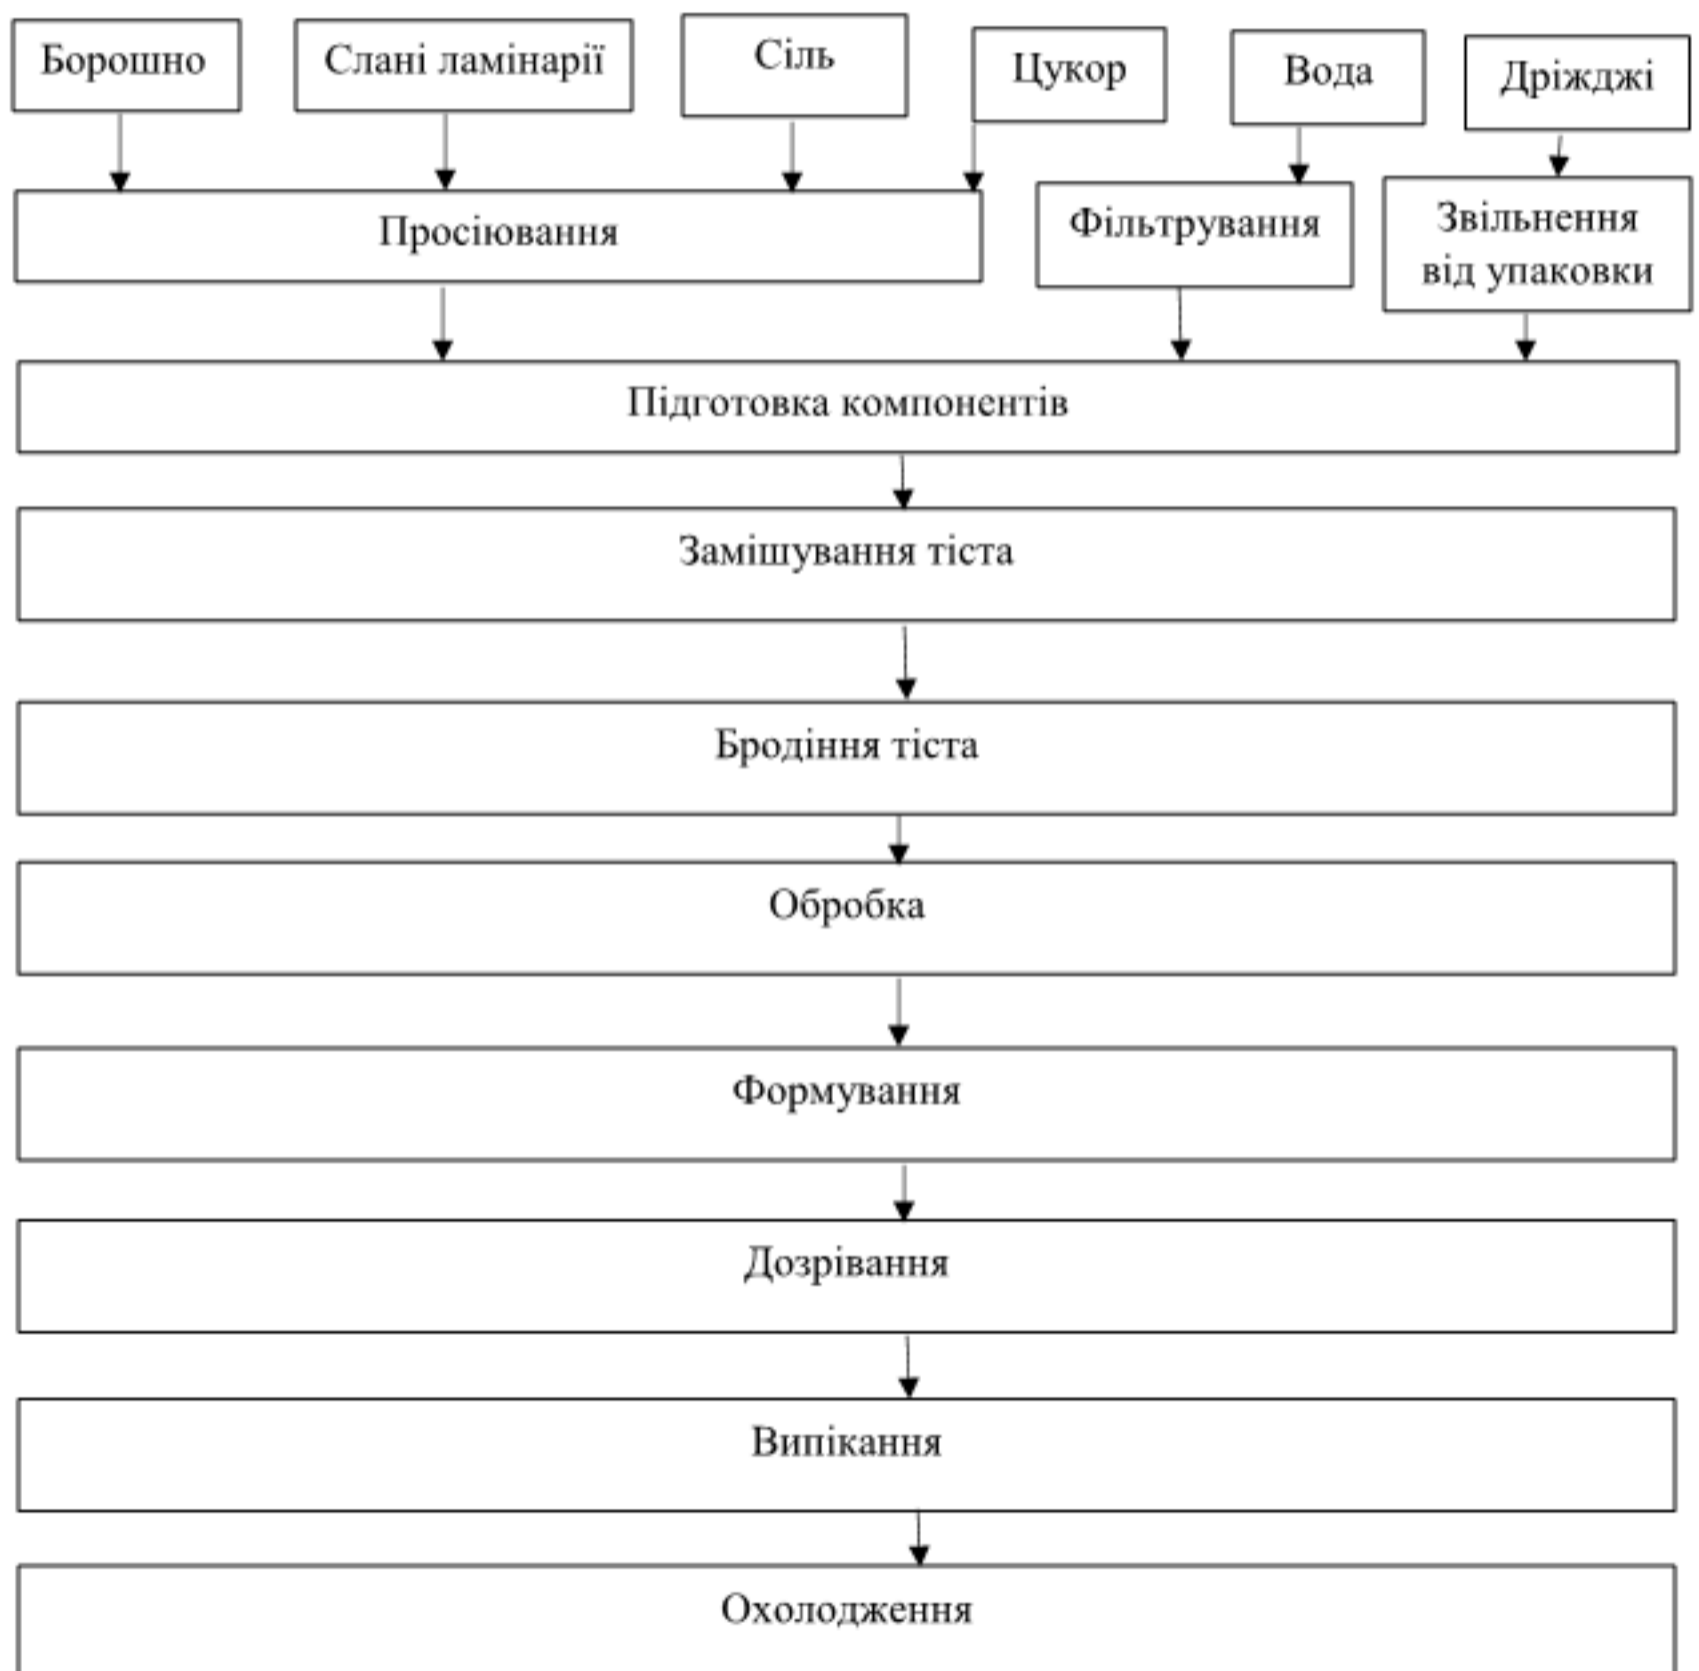 Борошно
Слані ламінарії
Сіль
Цукор
Вода
Дріжджі
Просіювання
Фільтрування
Звільнення
від упаковки
Підготовка компонентів
Замішування тіста
Бродіння тіста
Обробка
Формування
Дозрівання
Випікання
Охолодження